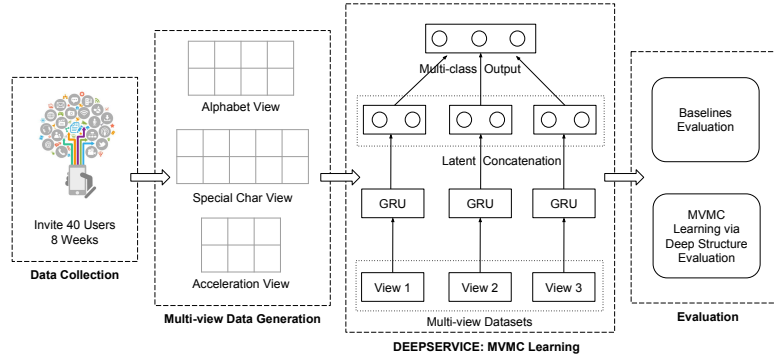 Invite 40 Users
8 Weeks
Data Collection
Alphabet View
Special Char View
Acceleration View
Multi-view Data Generation
Multi-class Output
Latent Concatenation
GRU
GRU
GRU
View 1
View 2
View 3
Multi-view Datasets
DEEPSERVICE: MVMC Learning
Baselines
Evaluation
MVMC
Learning via
Deep Structure
Evaluation
Evaluation